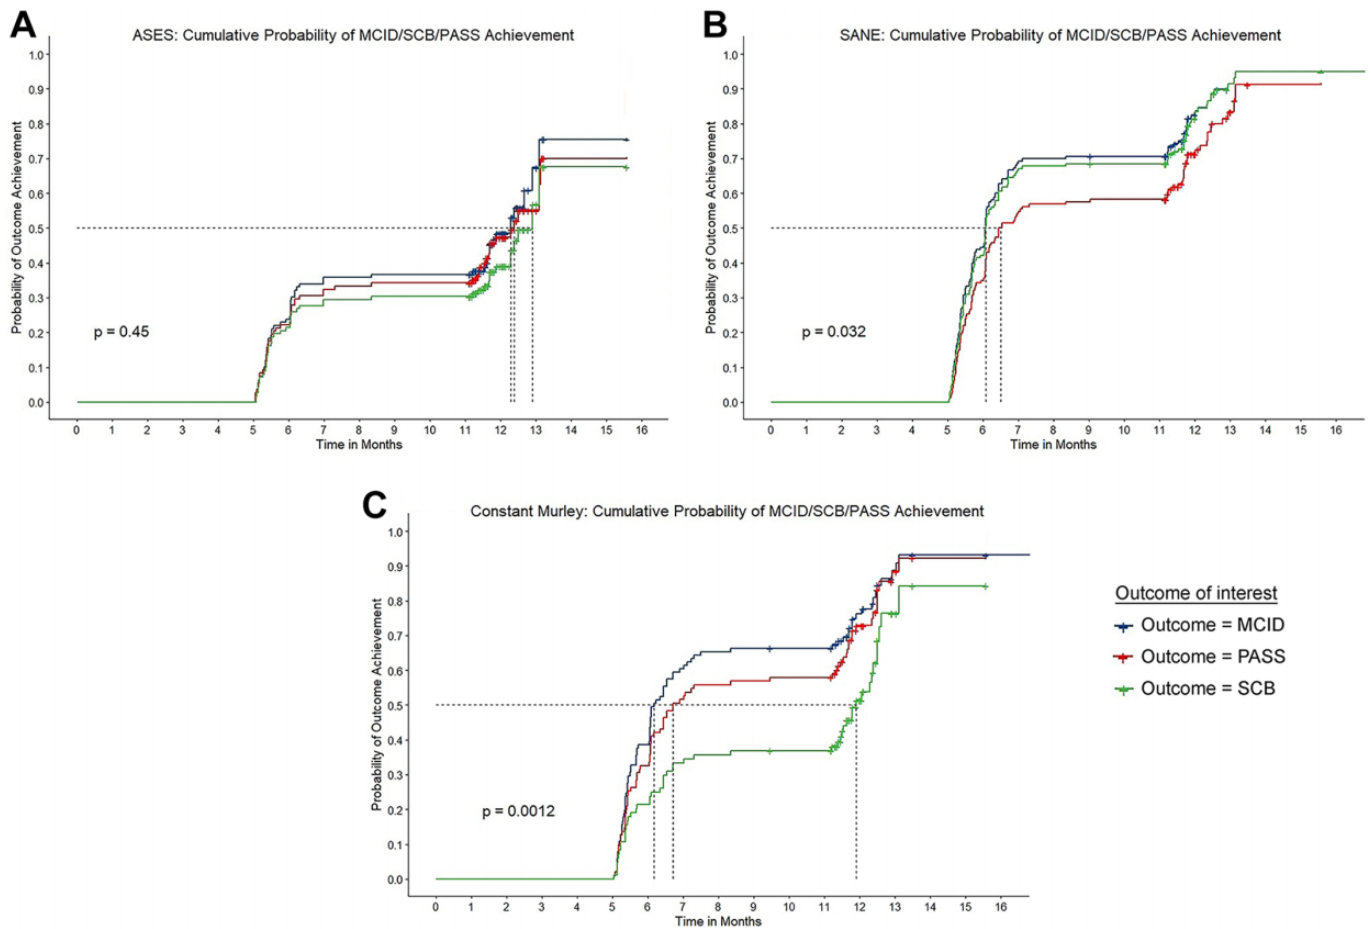 A
ASES: Cumulative Probability of MCID/SCB/PASS Achievement
Probability of Outcome Achievement
1.0
0.9
0.8
0.7
0.6
0.5
0.4
0.3
0.2
0.1
0.0
p = 0.45
0 1 2 3 4 5 6 7 8 9 10 11 12 13 14 15 16
Time in Months
B
SANE: Cumulative Probability of MCID/SCB/PASS Achievement
Probability of Outcome Achievement
1.0
0.9
0.8
0.7
0.6
0.5
0.4
0.3
0.2
0.1
0.0
p = 0.032
0 1 2 3 4 5 6 7 8 9 10 11 12 13 14 15 16
Time in Months
C
Constant Murley: Cumulative Probability of MCID/SCB/PASS Achievement
Probability of Outcome Achievement
1.0
0.9
0.8
0.7
0.6
0.5
0.4
0.3
0.2
0.1
0.0
p = 0.0012
0 1 2 3 4 5 6 7 8 9 10 11 12 13 14 15 16
Time in Months
Outcome of interest
Outcome = MCID
Outcome = PASS
Outcome = SCB